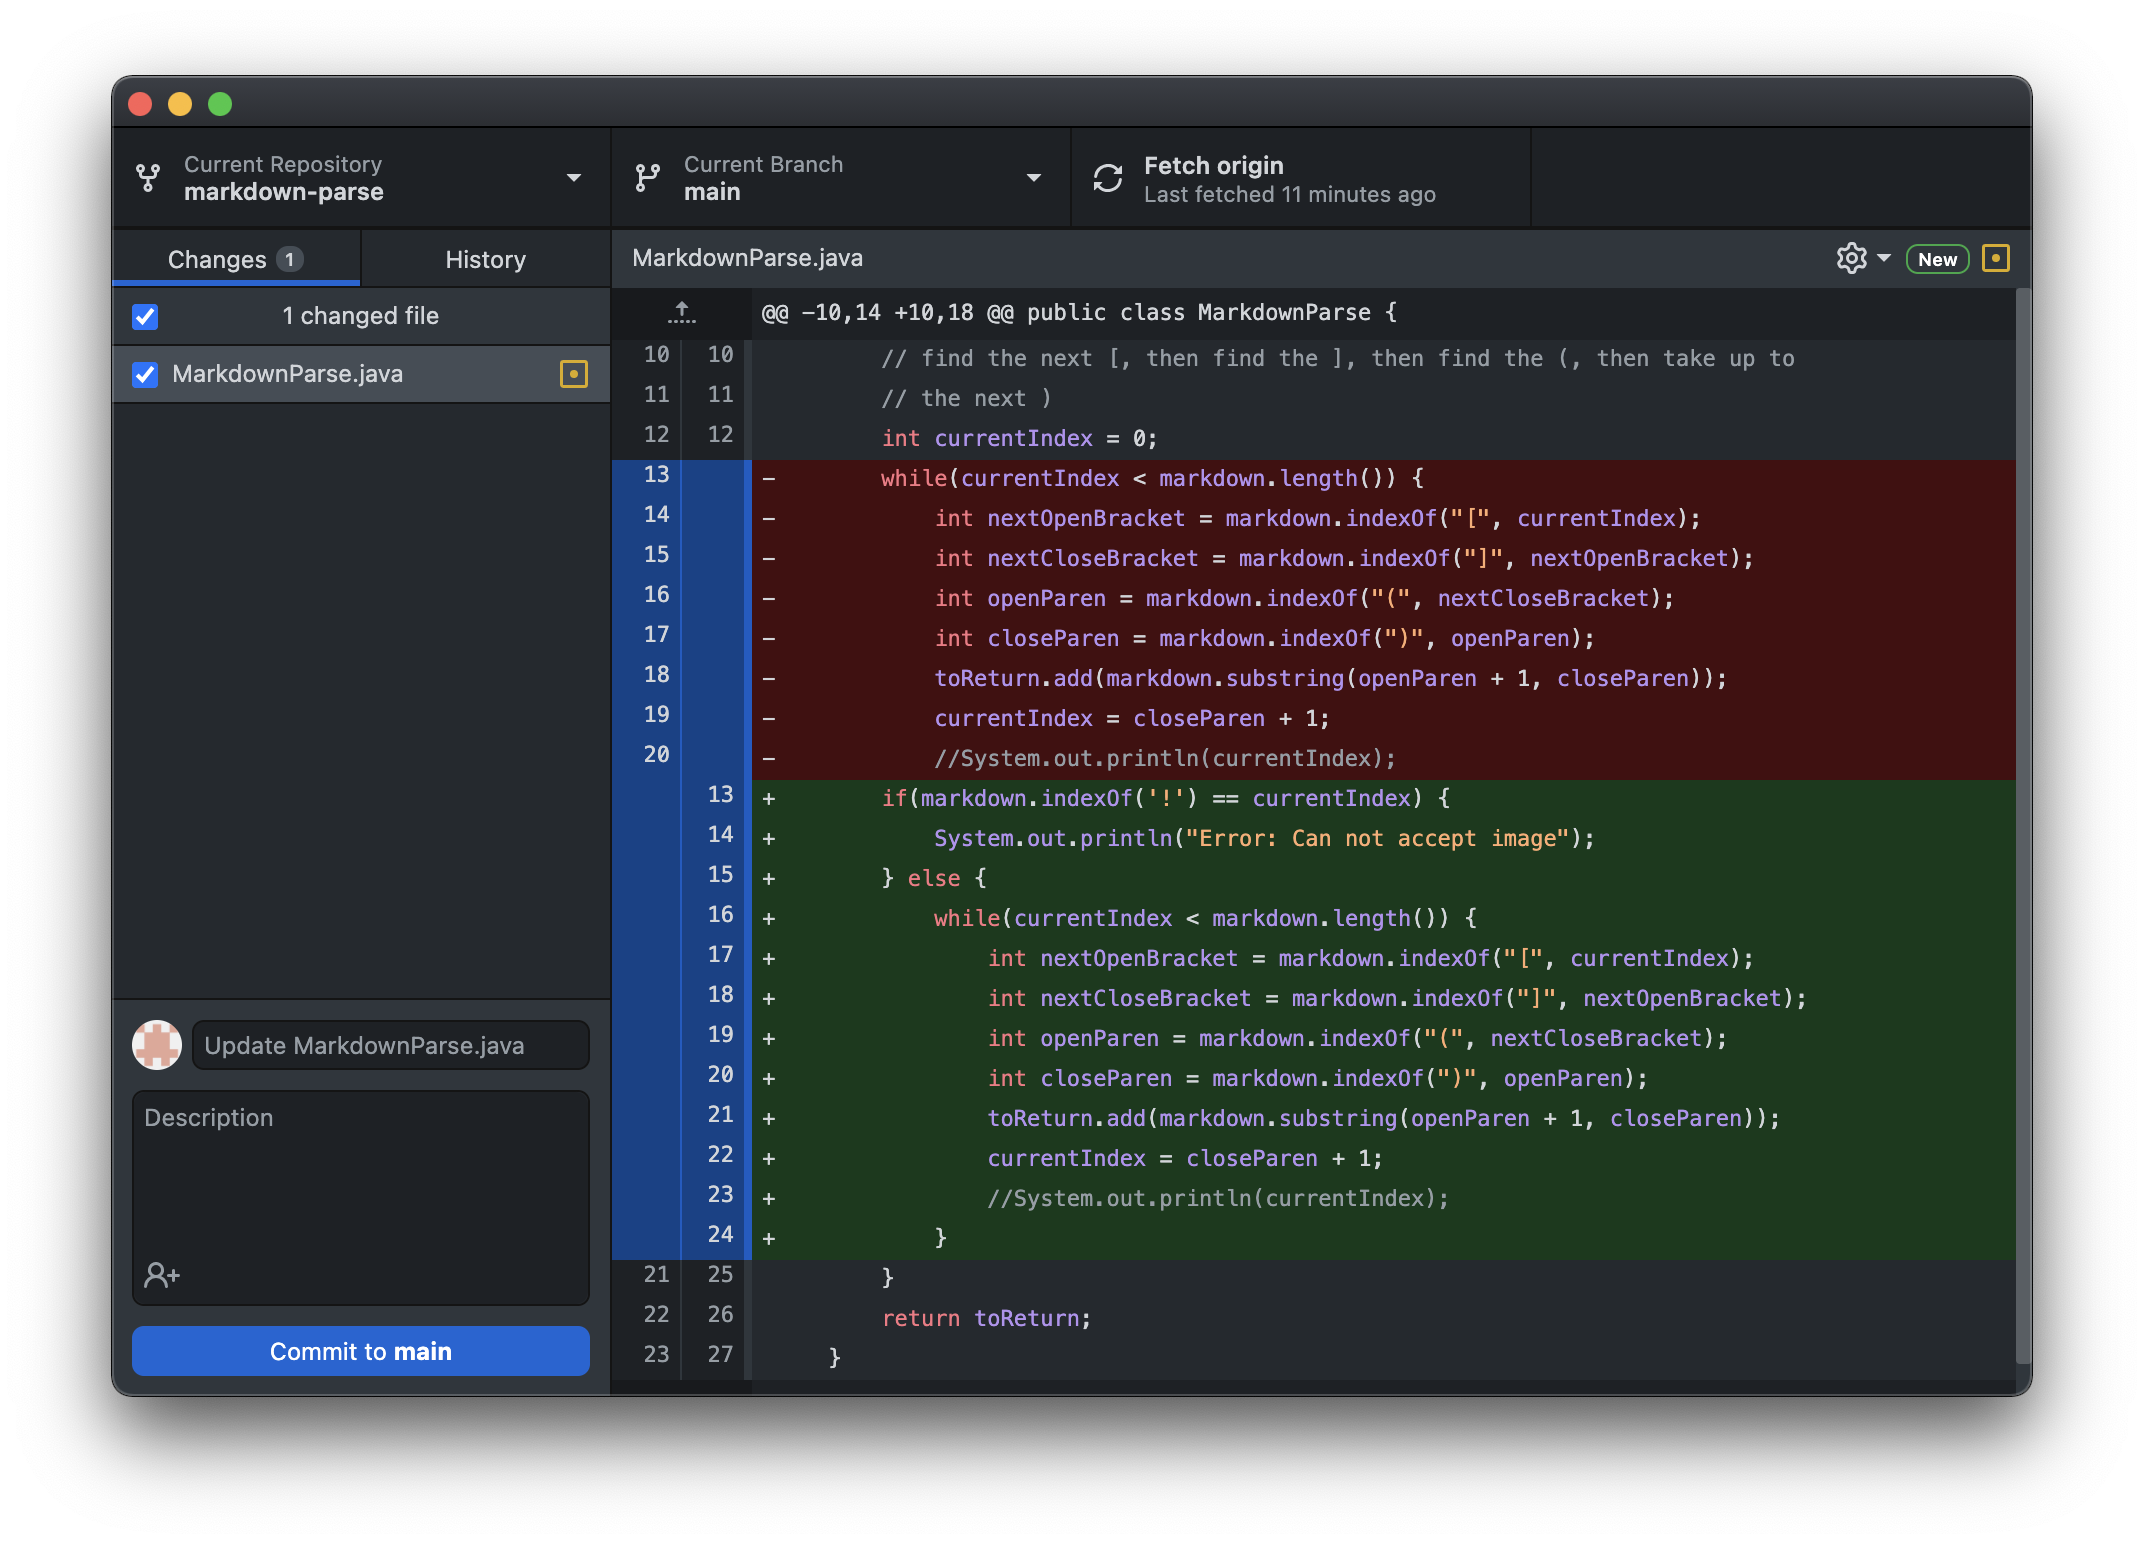 Current Repository
markdown-parse
Current Branch
main
Fetch origin
Last fetched 11 minutes ago
Changes 1
History
1 changed file
MarkdownParse.java
Update MarkdownParse.java
Description
Commit to main
MarkdownParse.java
New
@@ -10,14 +10,18 @@ public class MarkdownParse {
10 10 // find the next [, then find the ], then find the (, then take up to
11 11 // the next )
12 12 int currentIndex = 0;
13 - while(currentIndex < markdown.length()) {
14 - int nextOpenBracket = markdown.indexOf("[", currentIndex);
15 - int nextCloseBracket = markdown.indexOf("]", nextOpenBracket);
16 - int openParen = markdown.indexOf("(", nextCloseBracket);
17 - int closeParen = markdown.indexOf(")", openParen);
18 - toReturn.add(markdown.substring(openParen + 1, closeParen));
19 - currentIndex = closeParen + 1;
20 - //System.out.println(currentIndex);
13 + if(markdown.indexOf('!') == currentIndex) {
14 + System.out.println("Error: Can not accept image");
15 + } else {
16 + while(currentIndex < markdown.length()) {
17 + int nextOpenBracket = markdown.indexOf("[", currentIndex);
18 + int nextCloseBracket = markdown.indexOf("]", nextOpenBracket);
19 + int openParen = markdown.indexOf("(", nextCloseBracket);
20 + int closeParen = markdown.indexOf(")", openParen);
21 + toReturn.add(markdown.substring(openParen + 1, closeParen));
22 + currentIndex = closeParen + 1;
23 + //System.out.println(currentIndex);
24 + }
21 25 }
22 26 return toReturn;
23 27 }